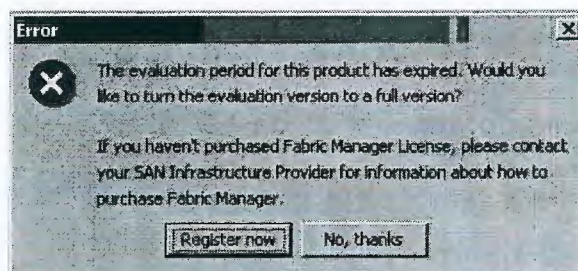 Error
The evaluation period for this product has expired. Would you
like to turn the evaluation version to a full version?
If you haven't purchased Fabric Manager License, please contact
your SAN Infrastructure Provider for information about how to
purchase Fabric Manager.
Register now No, thanks